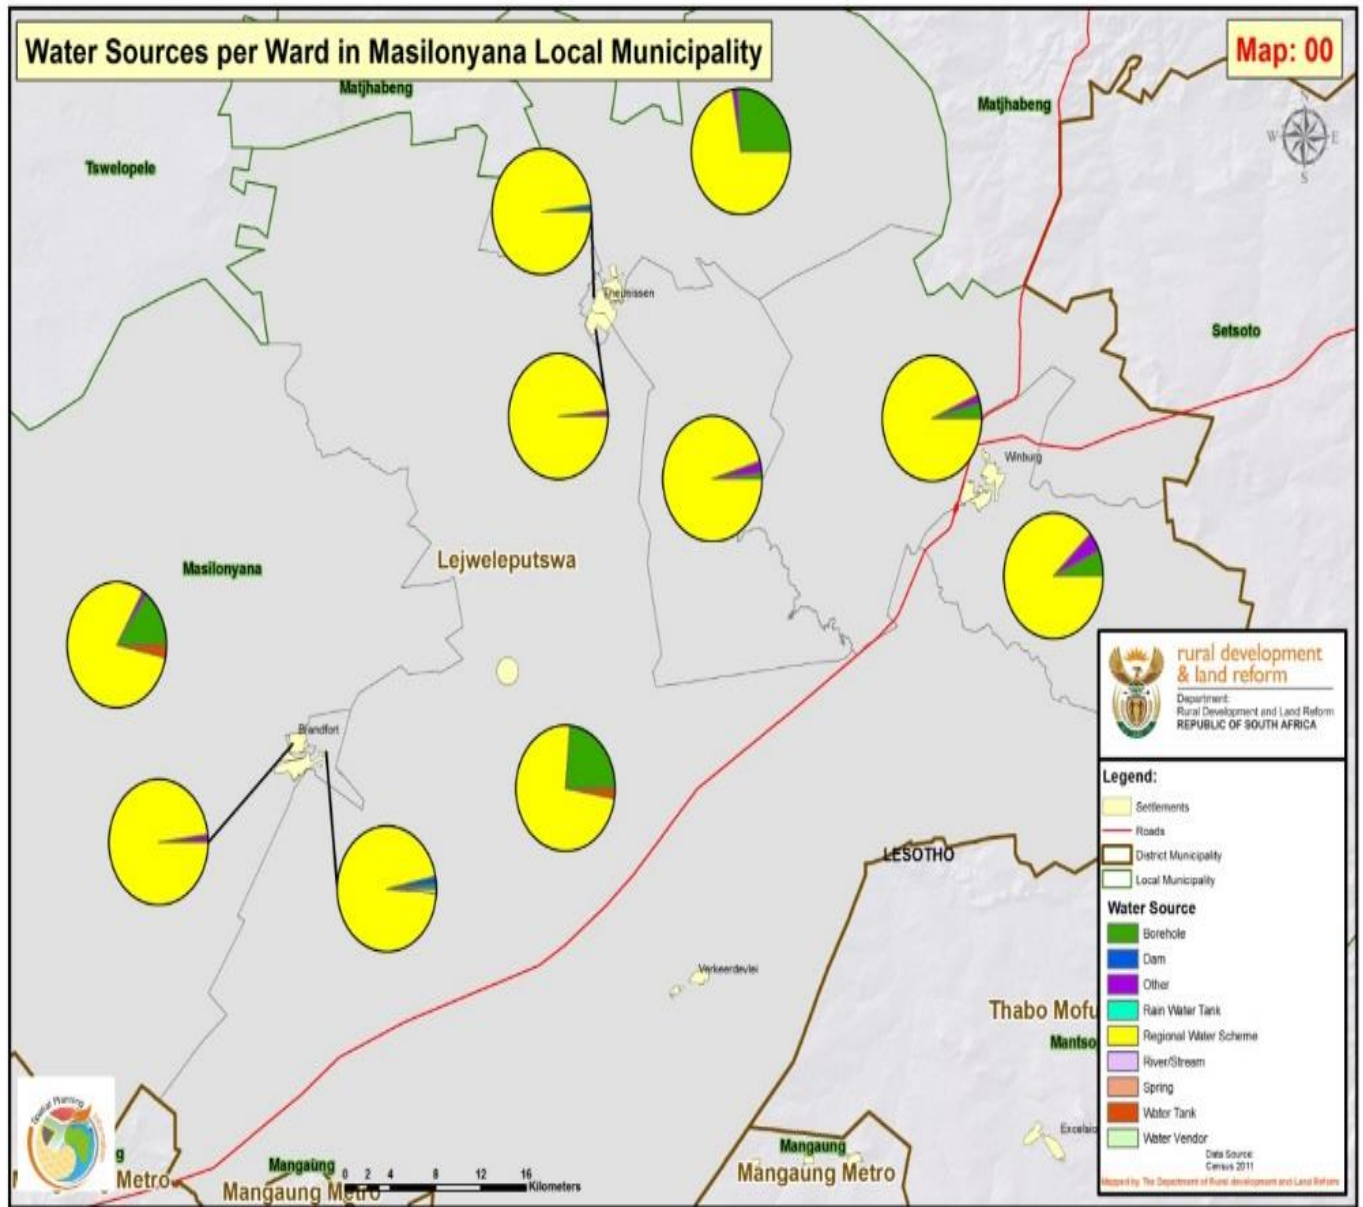 Water Sources per Ward in Masilonyana Local Municipality
Map: 00
Matjhabeng
Matjhabeng
Tswelopele
N
W
E
S
Theunissen
Setsoto
Winburg
Masilonyana
Lejweleputswa
Brandfort
LESOTHO
Verkeerdevlei
Thabo Mofu
Mantso
Excelsio
Mangaung
Mangaung Metro
Mangaung
Mangaung Metro
g
Metro
0 2 4 8 12 16
Kilometers
Spatial Planning
rural development
& land reform
Department:
Rural Development and Land Reform
REPUBLIC OF SOUTH AFRICA
Legend:
Settlements
Roads
District Municipality
Local Municipality
Water Source
Borehole
Dam
Other
Rain Water Tank
Regional Water Scheme
River/Stream
Spring
Water Tank
Water Vendor
Data Source:
Census 2011
Mapped by: The Department of Rural development and Land Reform